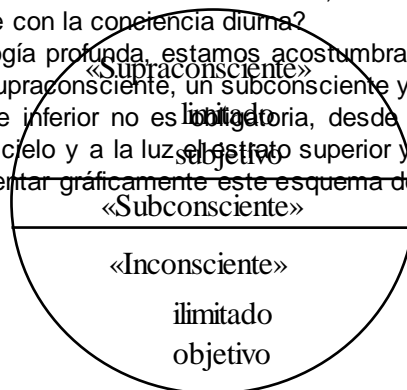 e con la conciencia diurna?
ogía profunda, estamos acostumbra
«Supraconsciente»
upraconsciente, un subconsciente y
limitado
e inferior no es obligatoria, desde
subjetivo
cielo y a la luz el estrato superior y
entar gráficamente este esquema d
«Subconsciente»
«Inconsciente»
ilimitado
objetivo